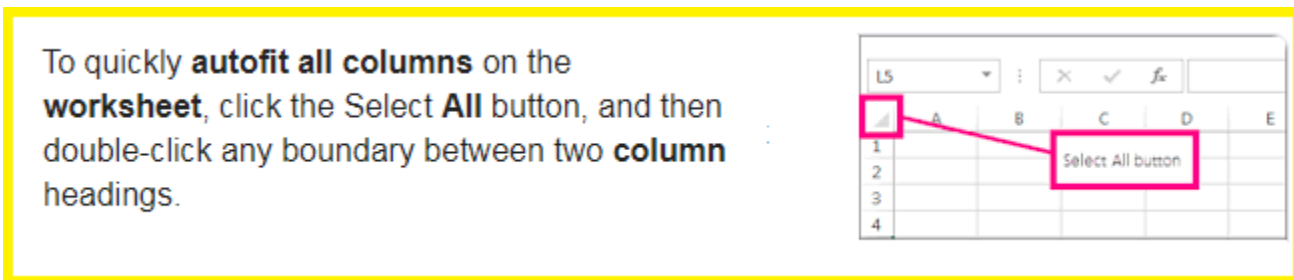 To quickly autofit all columns on the
worksheet, click the Select All button, and then
double-click any boundary between two column
headings.
L5
fx
A B C D E
1
Select All button
2
3
4